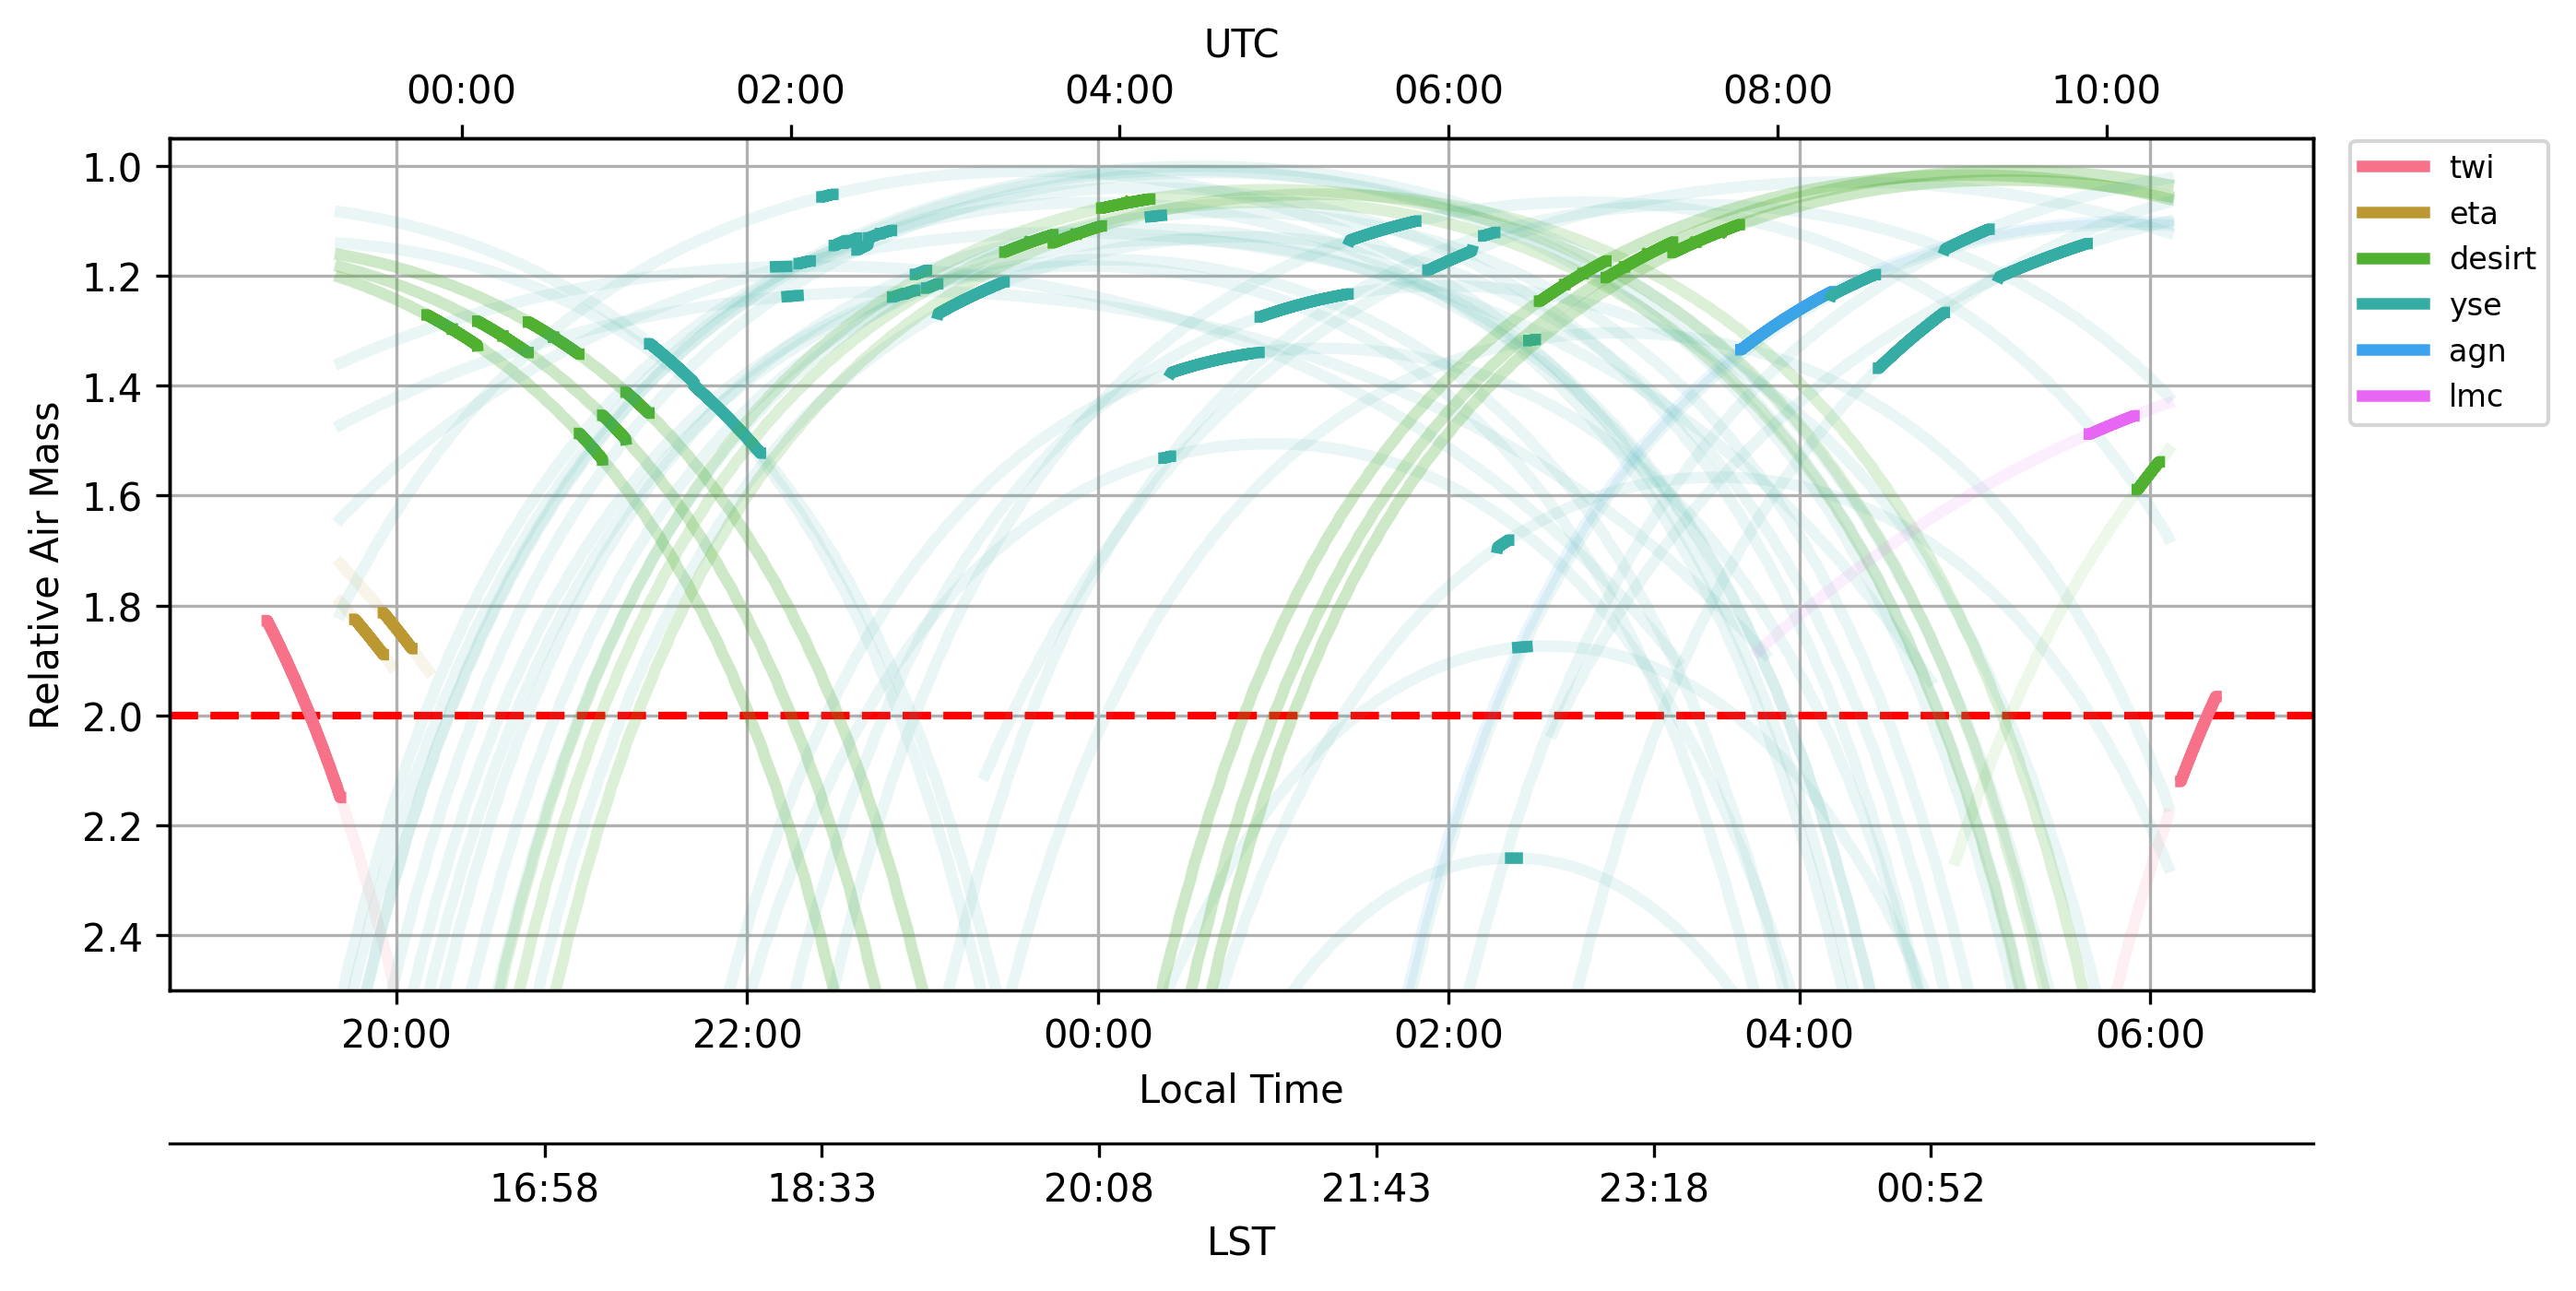 UTC
00:00 02:00 04:00 06:00 08:00 10:00
1.0
1.2
1.4
1.6
1.8
2.0
2.2
2.4
Relative Air Mass
twi
eta
desirt
yse
agn
lmc
20:00 22:00 00:00 02:00 04:00 06:00
Local Time
16:58 18:33 20:08 21:43 23:18 00:52
LST